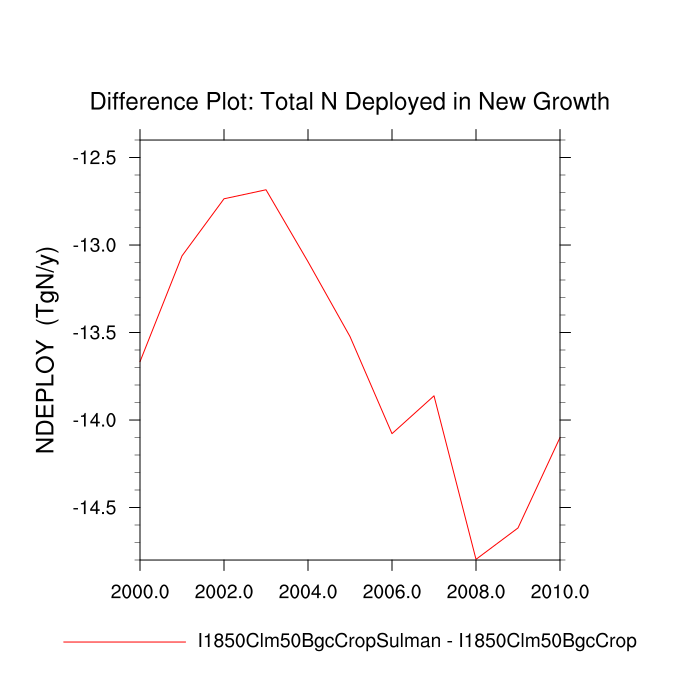 Difference Plot: Total N Deployed in New Growth
NDEPLOY (TgN/y)
-12.5
-13.0
-13.5
-14.0
-14.5
2000.0 2002.0 2004.0 2006.0 2008.0 2010.0
I1850Clm50BgcCropSulman - I1850Clm50BgcCrop